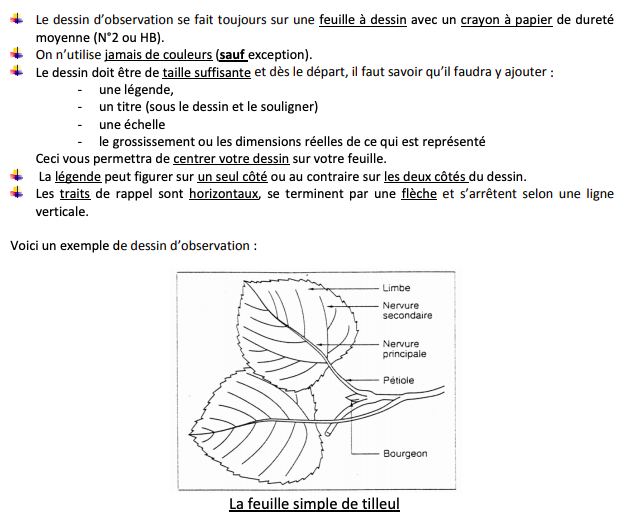 Le dessin d'observation se fait toujours sur une feuille à dessin avec un crayon à papier de dureté
moyenne (N°2 ou HB).
On n'utilise jamais de couleurs (sauf exception).
Le dessin doit être de taille suffisante et dès le départ, il faut savoir qu'il faudra y ajouter :
- une légende,
- un titre (sous le dessin et le souligner)
- une échelle
- le grossissement ou les dimensions réelles de ce qui est représenté
Ceci vous permettra de centrer votre dessin sur votre feuille.
La légende peut figurer sur un seul côté ou au contraire sur les deux côtés du dessin.
Les traits de rappel sont horizontaux, se terminent par une flèche et s'arrêtent selon une ligne
verticale.
Voici un exemple de dessin d'observation :
Limbe
Nervure
secondaire
Nervure
principale
Pétiole
Bourgeon
La feuille simple de tilleul